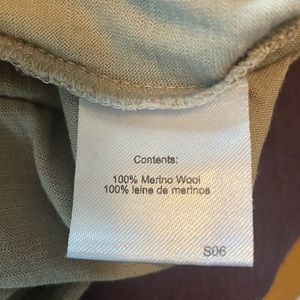 Contents:
100% Merino Wool
100% laine de merinos
S06